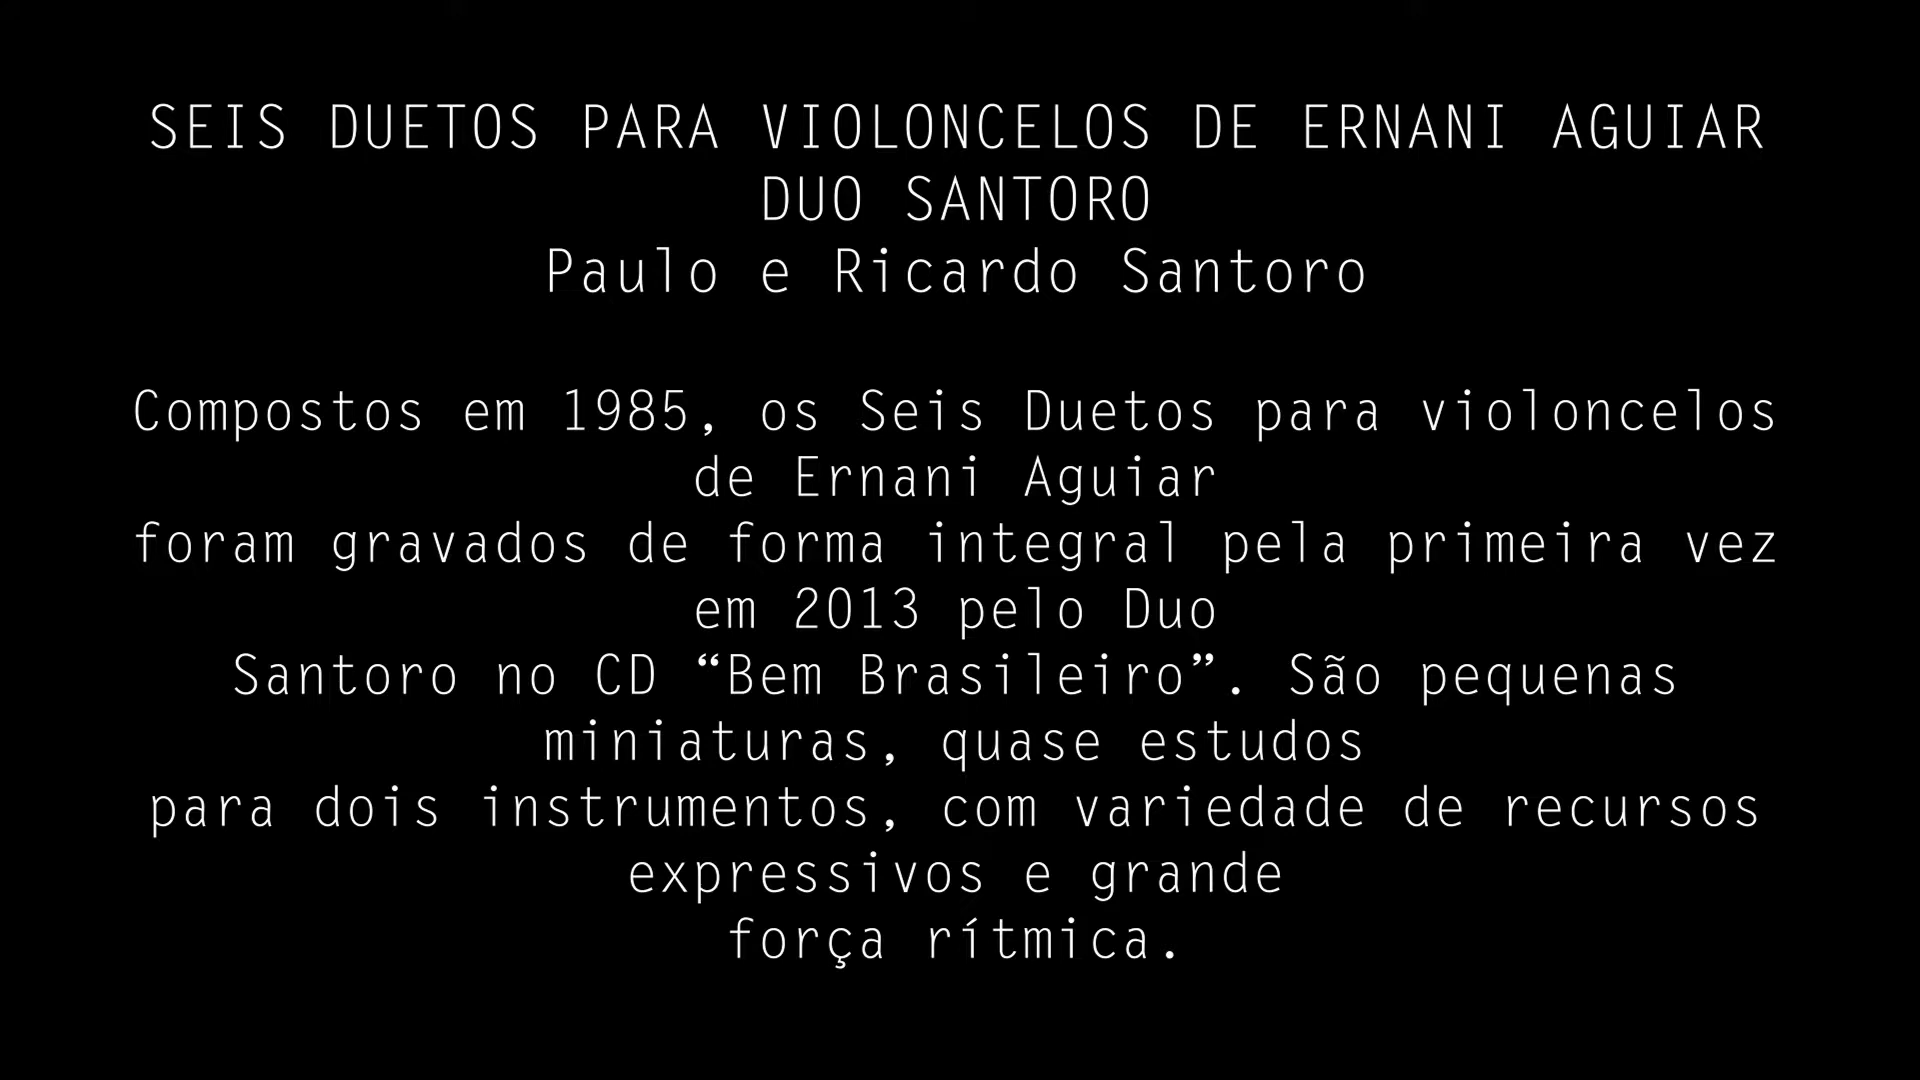 SEIS DUETOS PARA VIOLONCELOS DE ERNANI AGUIAR
DUO SANTORO
Paulo e Ricardo Santoro
Compostos em 1985, os Seis Duetos para violoncelos
de Ernani Aguiar
foram gravados de forma integral pela primeira vez
em 2013 pelo Duo
Santoro no CD “Bem Brasileiro”. São pequenas
miniaturas, quase estudos
para dois instrumentos, com variedade de recursos
expressivos e grande
força rítmica.